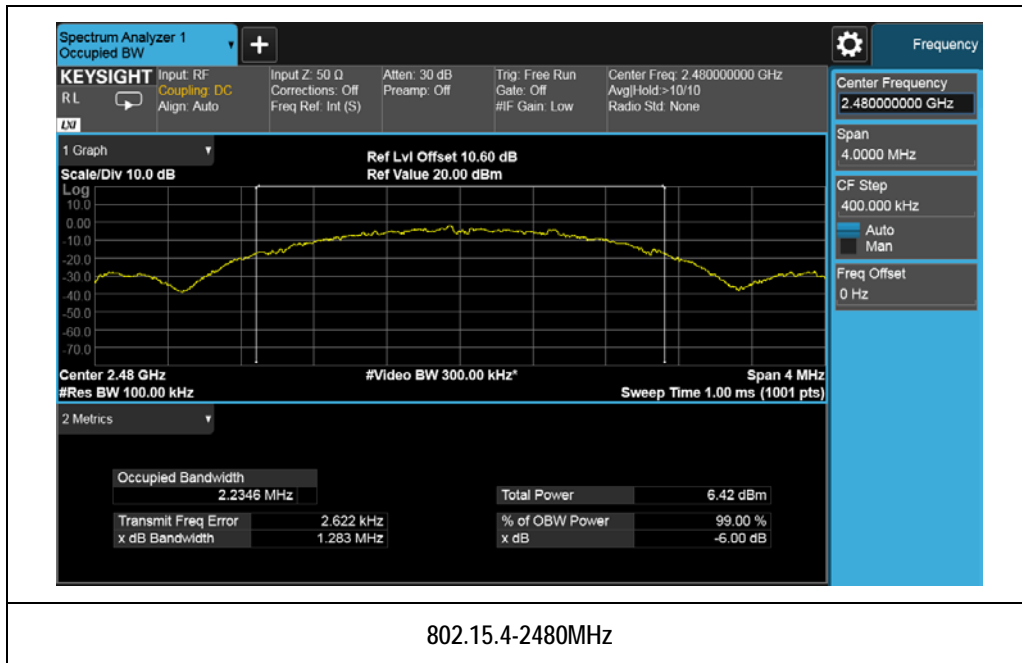 Spectrum Analyzer 1
Occupied BW
▼
+
Frequency
KEYSIGHT
RL
LXI
Input: RF
Coupling: DC
Align: Auto
Input Z: 50 Ω
Corrections: Off
Freq Ref: Int (S)
Atten: 30 dB
Preamp: Off
Trig: Free Run
Gate: Off
#IF Gain: Low
Center Freq: 2.480000000 GHz
Avg|Hold:>10/10
Radio Std: None
Center Frequency
2.480000000 GHz
Span
4.0000 MHz
CF Step
400.000 kHz
Auto
Man
Freq Offset
0 Hz
1 Graph ▼
Scale/Div 10.0 dB
Ref Lvl Offset 10.60 dB
Ref Value 20.00 dBm
Log
10.0
0.00
-10.0
-20.0
-30.0
-40.0
-50.0
-60.0
-70.0
Center 2.48 GHz
#Res BW 100.00 kHz
#Video BW 300.00 kHz*
Span 4 MHz
Sweep Time 1.00 ms (1001 pts)
2 Metrics ▼
Occupied Bandwidth
2.2346 MHz
Total Power 6.42 dBm
Transmit Freq Error 2.622 kHz
% of OBW Power 99.00 %
x dB Bandwidth 1.283 MHz
x dB -6.00 dB
802.15.4-2480MHz